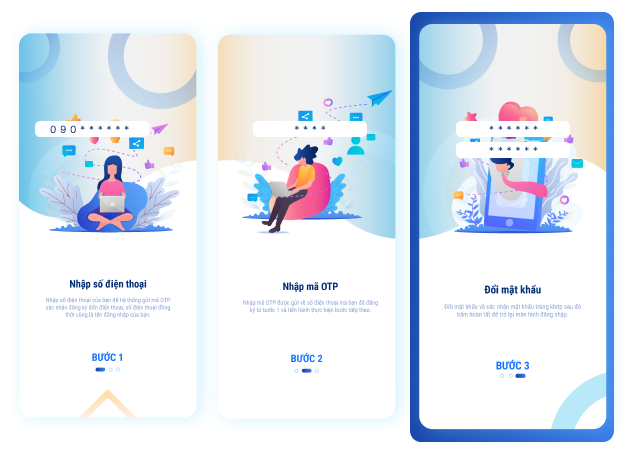 090******
Nhập số điện thoại
Nhập số điện thoại của bạn để hệ thống gửi mã OTP
xác nhận đăng ký đến điện thoại, số điện thoại đồng
thời cũng là tên đăng nhập của bạn.
BƯỚC 1
****
Nhập mã OTP
Nhập mã OTP được gửi về số điện thoại mà bạn đã đăng
ký từ bước 1 và tiến hành thực hiện bước tiếp theo.
BƯỚC 2
******
******
Đổi mật khẩu
Đổi mật khẩu và xác nhận mật khẩu trùng khớp sau đó
bấm hoàn tất để trở lại màn hình đăng nhập.
BƯỚC 3